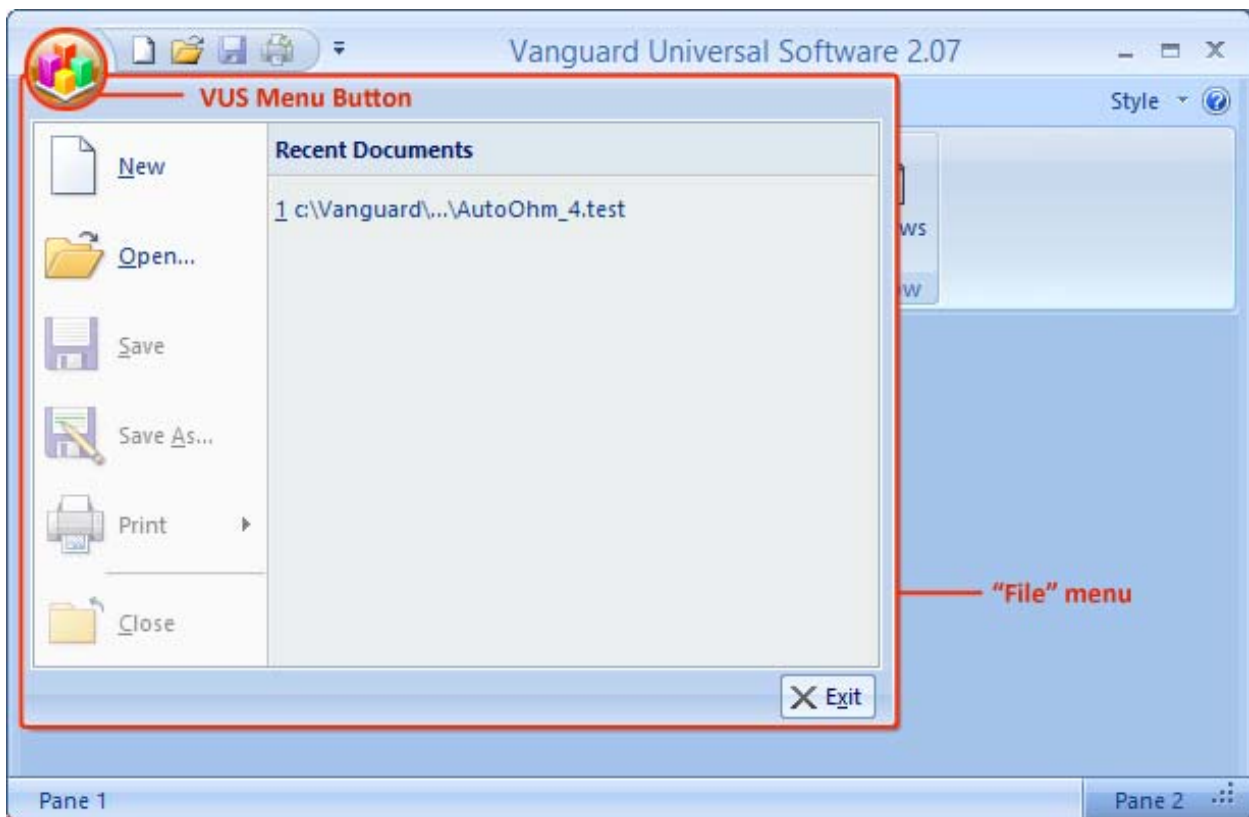 Vanguard Universal Software 2.07
VUS Menu Button
Style
New
Recent Documents
1 c:\Vanguard\...\AutoOhm_4.test
Open...
ws
ow
Save
Save As...
Print
"File" menu
Close
Exit
Pane 1
Pane 2